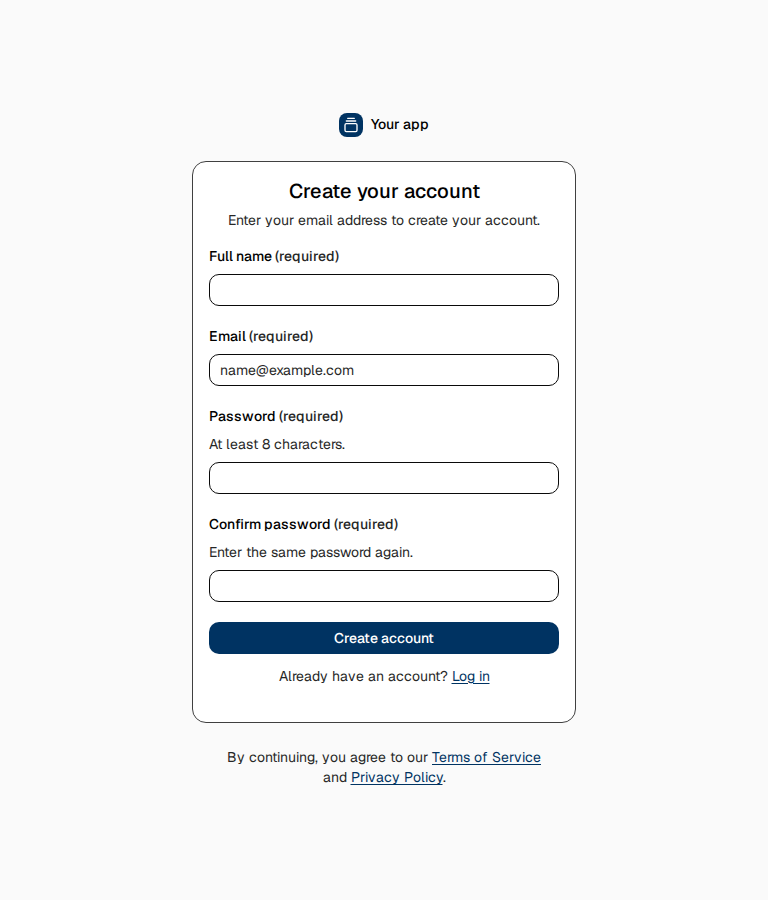 Your app
Create your account
Enter your email address to create your account.
Full name (required)
Email (required)
name@example.com
Password (required)
At least 8 characters.
Confirm password (required)
Enter the same password again.
Create account
Already have an account? Log in
By continuing, you agree to our Terms of Service
and Privacy Policy.